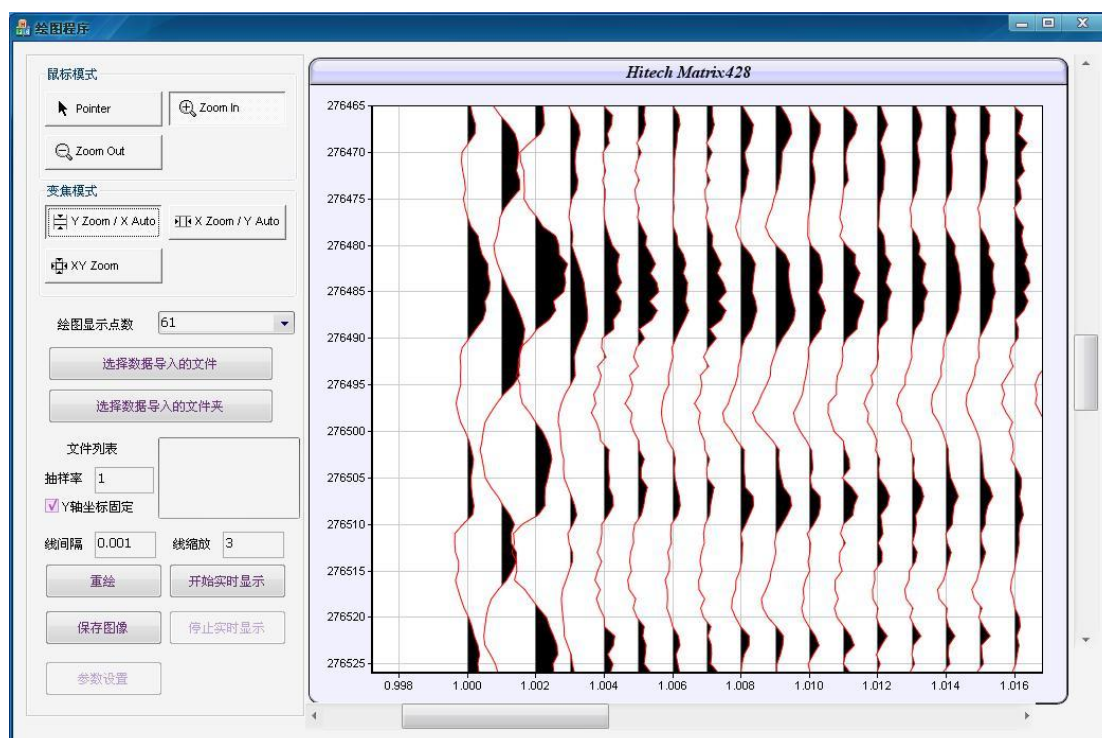 绘图程序
鼠标模式
Pointer
Zoom In
Zoom Out
变焦模式
Y Zoom / X Auto
X Zoom / Y Auto
XY Zoom
绘图显示点数 61
选择数据导入的文件
选择数据导入的文件夹
文件列表
抽样率 1
Y轴坐标固定
线间隔 0.001 线缩放 3
重绘 开始实时显示
保存图像 停止实时显示
参数设置
Hitech Matrix428
276465
276470
276475
276480
276485
276490
276495
276500
276505
276510
276515
276520
276525
0.998 1.000 1.002 1.004 1.006 1.008 1.010 1.012 1.014 1.016